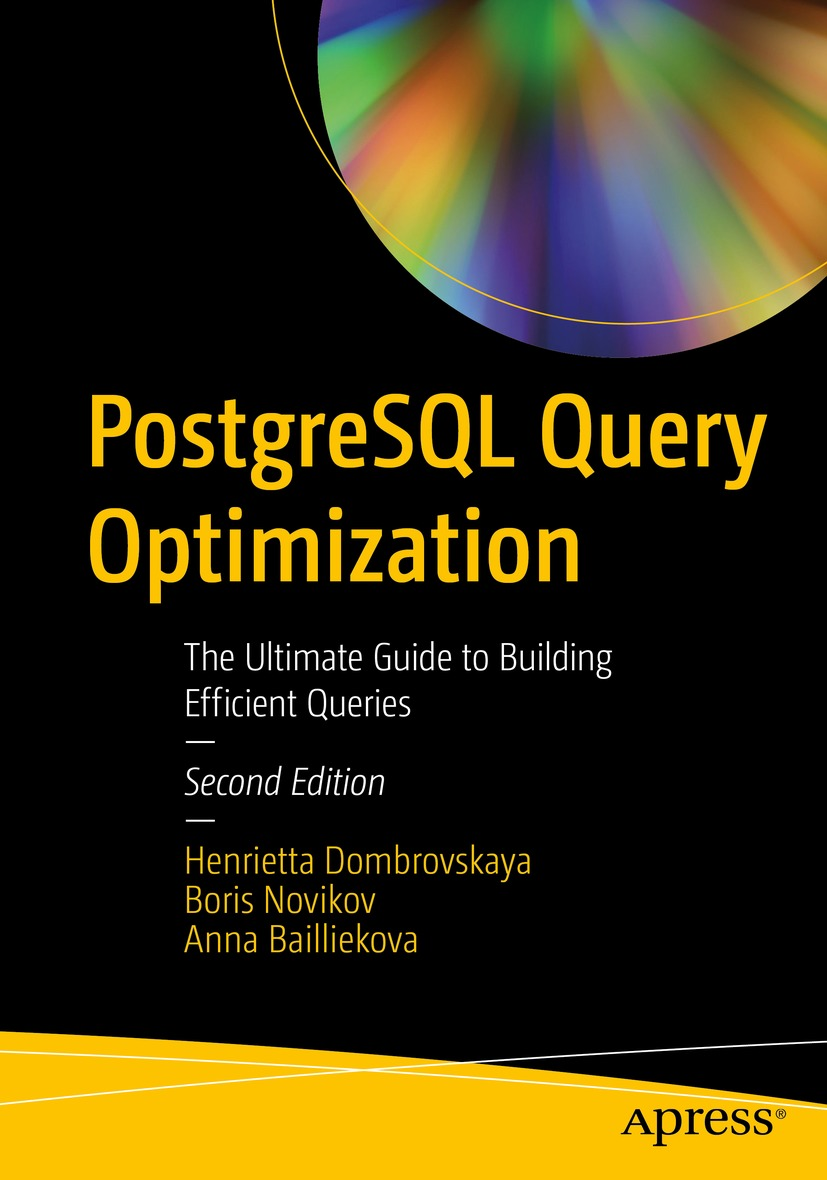 PostgreSQL Query
Optimization
The Ultimate Guide to Building
Efficient Queries
Second Edition
Henrietta Dombrovskaya
Boris Novikov
Anna Bailliekova
Apress®